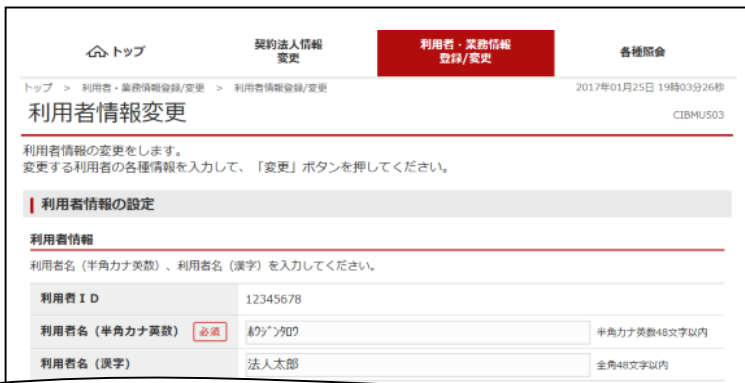 トップ
契約法人情報
変更
利用者・業務情報
登録/変更
各種照会
トップ > 利用者・業務情報登録/変更 > 利用者情報登録/変更
2017年01月25日 19時03分26秒
利用者情報変更
CIBMU503
利用者情報の変更をします。
変更する利用者の各種情報を入力して、「変更」ボタンを押してください。
利用者情報の設定
利用者情報
利用者名（半角カナ英数）、利用者名（漢字）を入力してください。
利用者ＩＤ 12345678
利用者名（半角カナ英数） 必須 ﾎｳｼﾞﾝﾀﾛｳ 半角カナ英数48文字以内
利用者名（漢字） 法人太郎 全角48文字以内